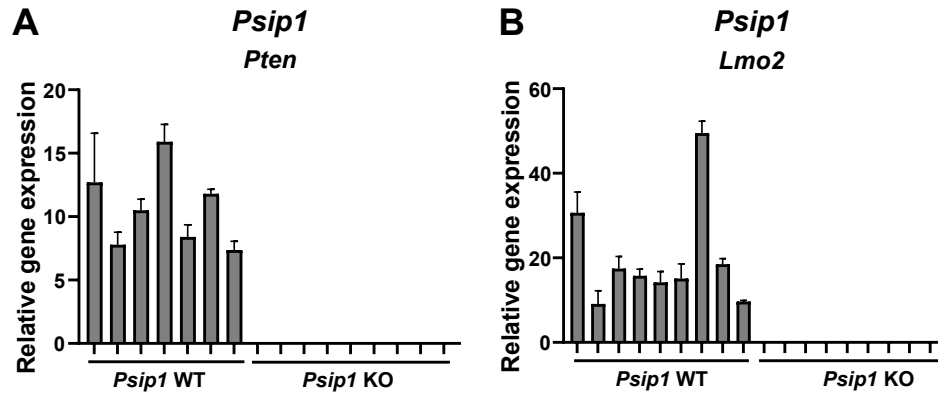 A
Psip1
Pten
Relative gene expression
20
15
10
5
0
Psip1 WT
Psip1 KO
B
Psip1
Lmo2
Relative gene expression
60
40
20
0
Psip1 WT
Psip1 KO